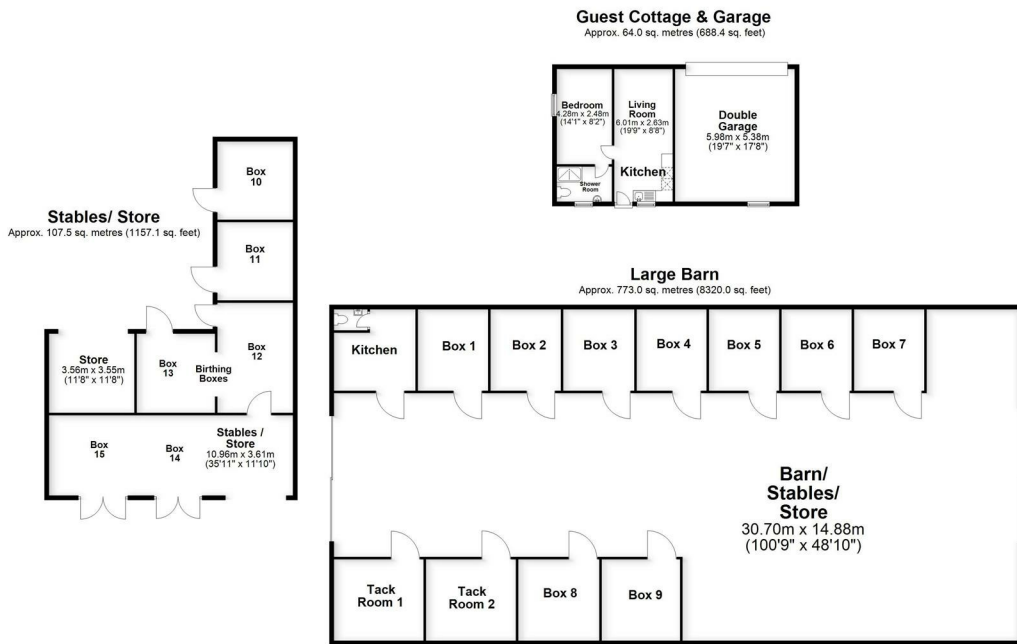 Guest Cottage & Garage
Approx. 64.0 sq. metres (688.4 sq. feet)
Bedroom
4.28m x 2.48m
(14'1" x 8'2")
Living
Room
6.01m x 2.63m
(19'9" x 8'8")
Kitchen
Shower
Room
Double
Garage
5.98m x 5.38m
(19'7" x 17'8")
Stables/ Store
Approx. 107.5 sq. metres (1157.1 sq. feet)
Box
10
Box
11
Box
12
Birthing
Boxes
Box
13
Store
3.56m x 3.55m
(11'8" x 11'8")
Box
15
Box
14
Stables /
Store
10.96m x 3.61m
(35'11" x 11'10")
Large Barn
Approx. 773.0 sq. metres (8320.0 sq. feet)
Kitchen
Box 1
Box 2
Box 3
Box 4
Box 5
Box 6
Box 7
Barn/
Stables/
Store
30.70m x 14.88m
(100'9" x 48'10")
Tack
Room 1
Tack
Room 2
Box 8
Box 9